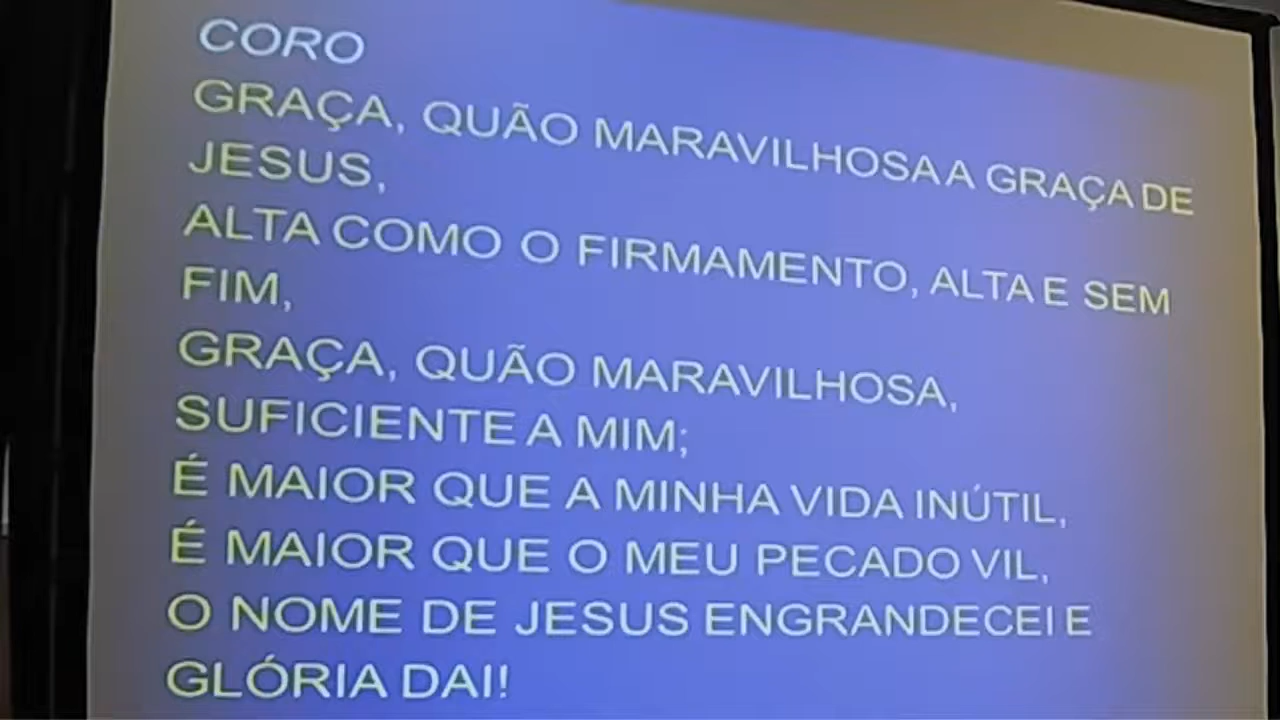 CORO
GRAÇA, QUÃO MARAVILHOSA A GRAÇA DE
JESUS,
ALTA COMO O FIRMAMENTO, ALTA E SEM
FIM,
GRAÇA, QUÃO MARAVILHOSA,
SUFICIENTE A MIM;
É MAIOR QUE A MINHA VIDA INÚTIL,
É MAIOR QUE O MEU PECADO VIL,
O NOME DE JESUS ENGRANDECEI E
GLÓRIA DAI!